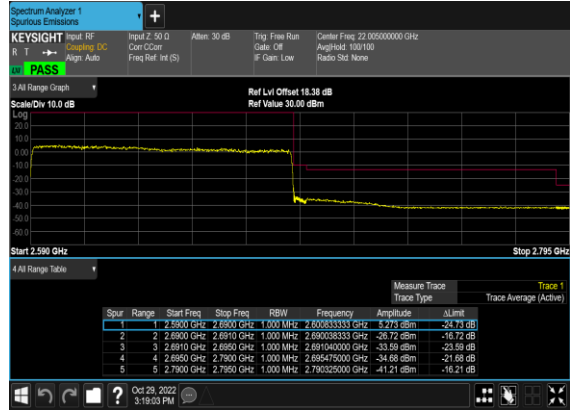 Spectrum Analyzer 1
Spurious Emissions
+
KEYSIGHT Input: RF Input Z: 50 Ω Atten: 30 dB Trig: Free Run Center Freq: 22.005000000 GHz
R T Coupling: DC Corr CCorr Gate: Off Avg|Hold: 100/100
Align: Auto Freq Ref: Int (S) IF Gain: Low Radio Std: None
PASS
3 All Range Graph
Ref Lvl Offset 18.38 dB
Scale/Div 10.0 dB Ref Value 30.00 dBm
Log
20.0
10.0
0.00
-10.0
-20.0
-30.0
-40.0
-50.0
-60.0
Start 2.590 GHz Stop 2.795 GHz
4 All Range Table
Measure Trace Trace 1
Trace Type Trace Average (Active)
Spur Range Start Freq Stop Freq RBW Frequency Amplitude ΔLimit
1 1 2.5900 GHz 2.6900 GHz 1.000 MHz 2.600833333 GHz 5.273 dBm -24.73 dB
2 2 2.6900 GHz 2.6910 GHz 1.000 MHz 2.690038333 GHz -26.72 dBm -16.72 dB
3 3 2.6910 GHz 2.6950 GHz 1.000 MHz 2.691040000 GHz -33.59 dBm -23.59 dB
4 4 2.6950 GHz 2.7900 GHz 1.000 MHz 2.695475000 GHz -34.68 dBm -21.68 dB
5 5 2.7900 GHz 2.7950 GHz 1.000 MHz 2.790325000 GHz -41.21 dBm -16.21 dB
? Oct 29, 2022
3:19:03 PM